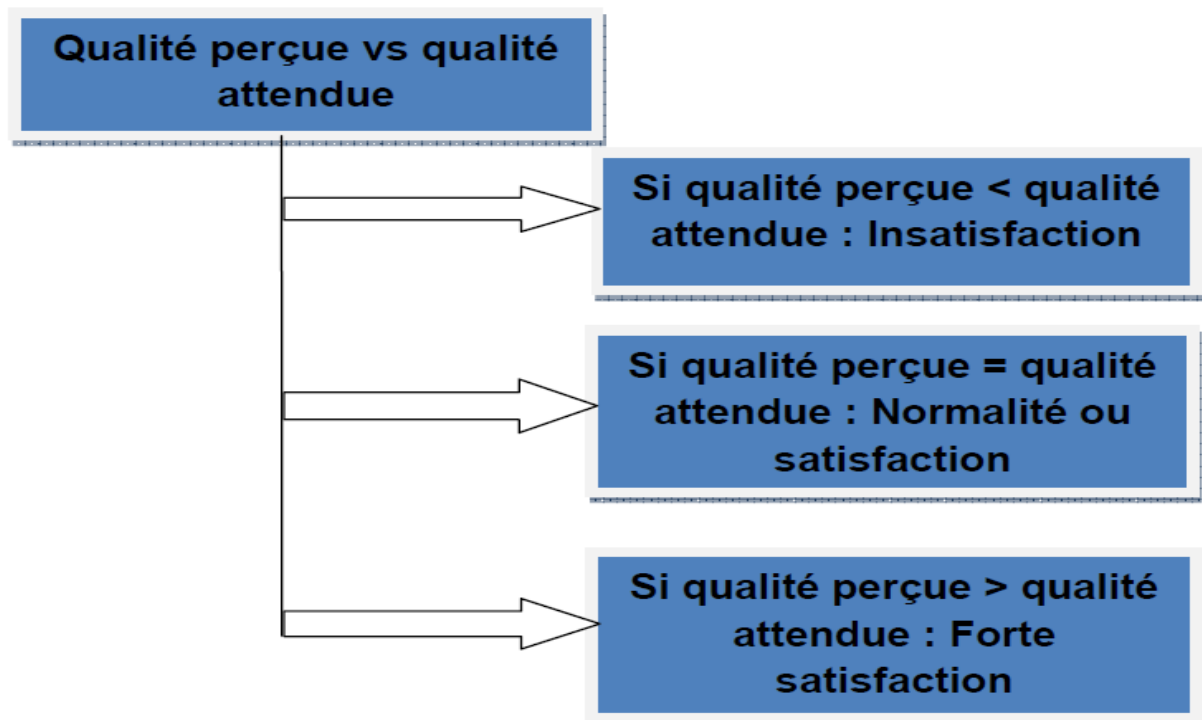 Qualité perçue vs qualité
attendue
Si qualité perçue < qualité
attendue : Insatisfaction
Si qualité perçue = qualité
attendue : Normalité ou
satisfaction
Si qualité perçue > qualité
attendue : Forte
satisfaction